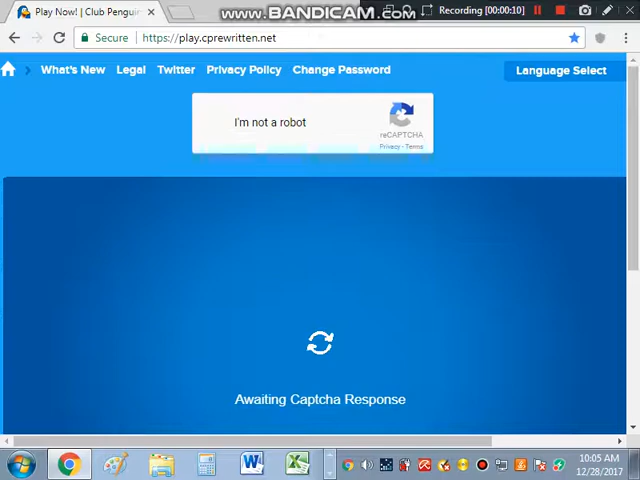 Play Now! | Club Pengui
www.BANDICAM.com
Recording [00:00:10]
Secure
https://play.cprewritten.net
What's New
Legal
Twitter
Privacy Policy
Change Password
Language Select
I'm not a robot
reCAPTCHA
Privacy - Terms
Awaiting Captcha Response
10:05 AM
12/28/2017